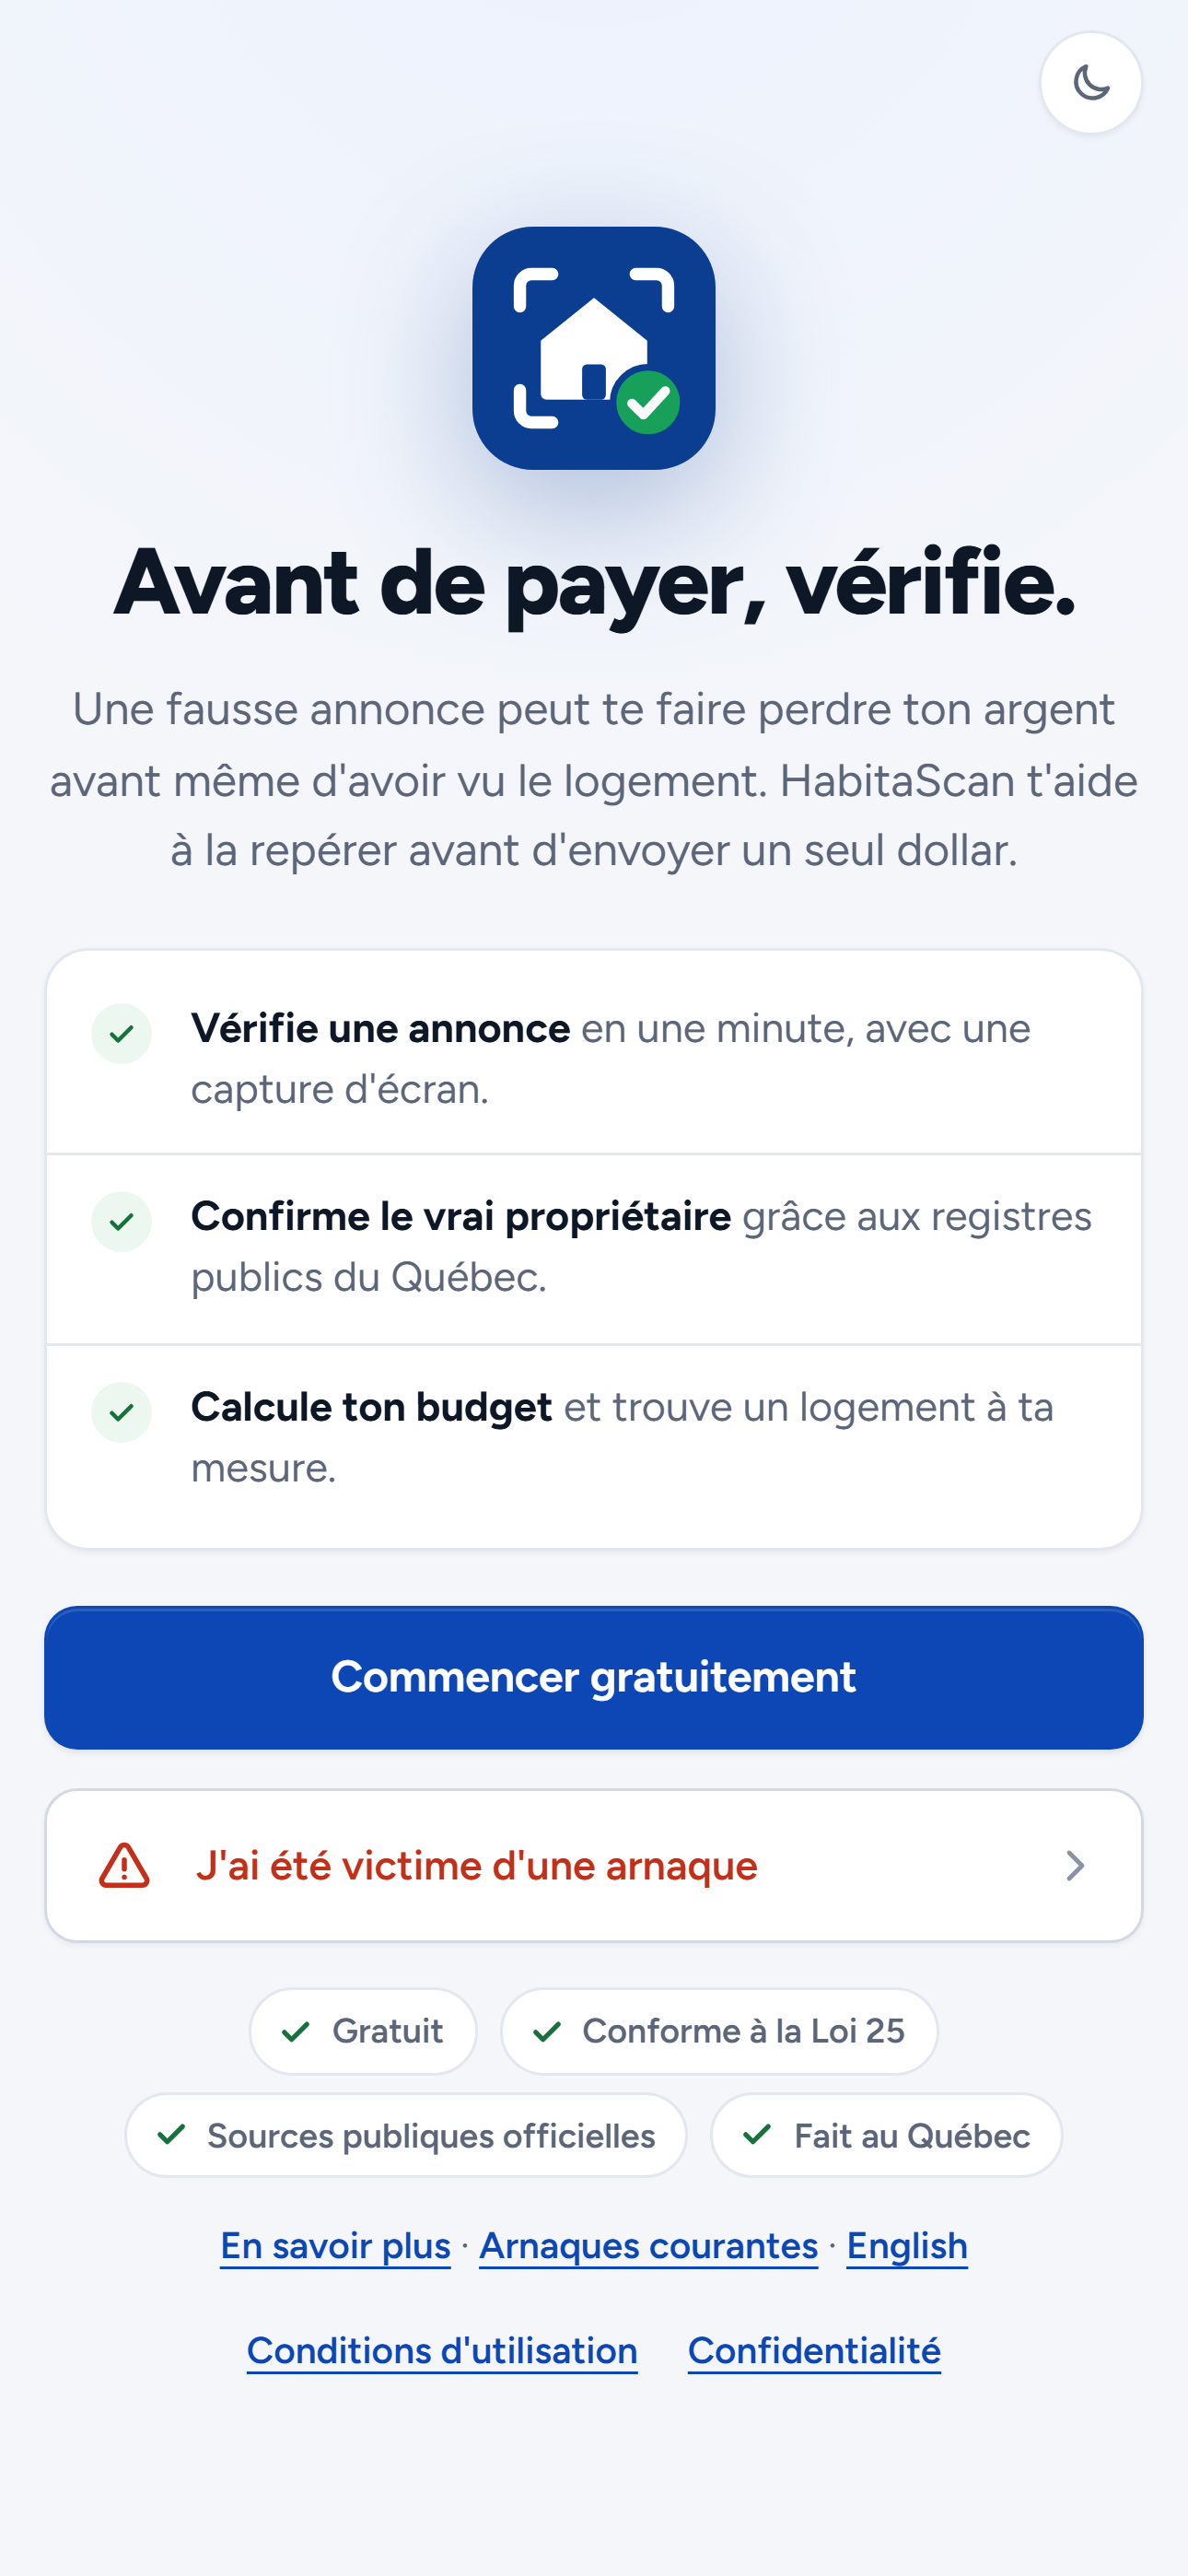 Avant de payer, vérifie.
Une fausse annonce peut te faire perdre ton argent
avant même d'avoir vu le logement. HabitaScan t'aide
à la repérer avant d'envoyer un seul dollar.
Vérifie une annonce en une minute, avec une
capture d'écran.
Confirme le vrai propriétaire grâce aux registres
publics du Québec.
Calcule ton budget et trouve un logement à ta
mesure.
Commencer gratuitement
J'ai été victime d'une arnaque
Gratuit Conforme à la Loi 25
Sources publiques officielles Fait au Québec
En savoir plus · Arnaques courantes · English
Conditions d'utilisation Confidentialité